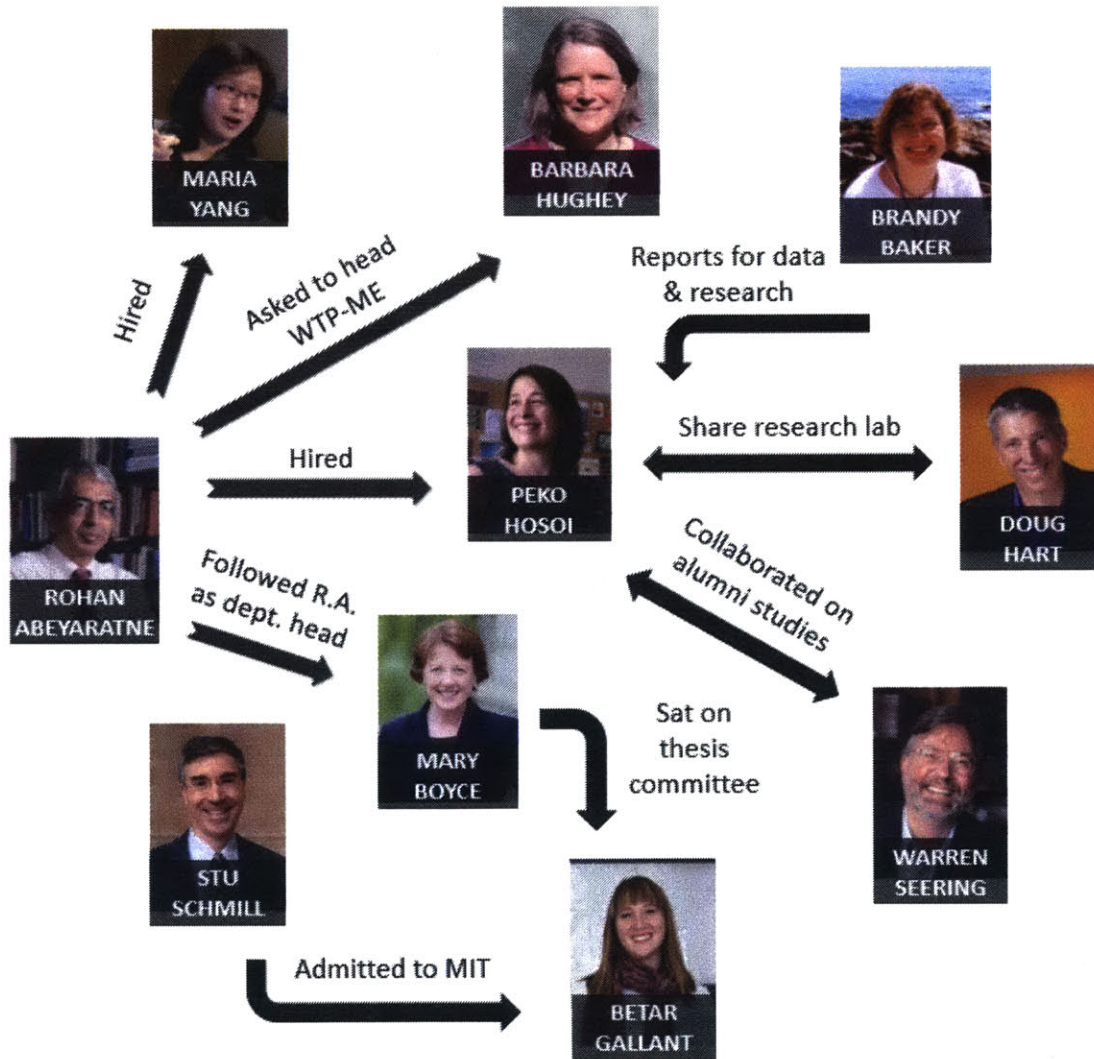 MARIA
YANG
BARBARA
HUGHEY
BRANDY
BAKER
Hired
Asked to head
WTP-ME
Reports for data
& research
Hired
PEKO
HOSOI
Share research lab
DOUG
HART
ROHAN
ABEYARATNE
Followed R.A.
as dept. head
Collaborated on
alumni studies
MARY
BOYCE
Sat on
thesis
committee
STU
SCHMILL
WARREN
SEERING
Admitted to MIT
BETAR
GALLANT